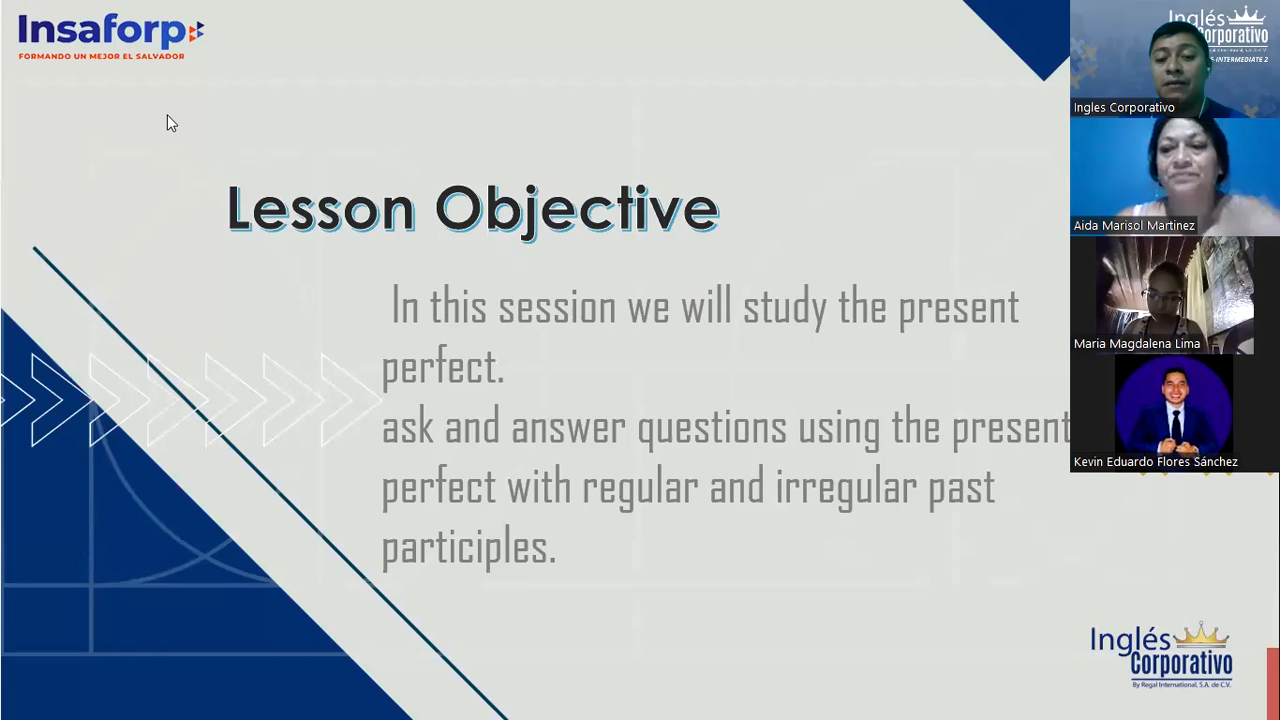 Insaforp
FORMANDO UN MEJOR EL SALVADOR
Lesson Objective
In this session we will study the present
perfect.
ask and answer questions using the present
perfect with regular and irregular past
participles.
Inglés
Corporativo
INTERMEDIATE 2
Ingles Corporativo
Aida Marisol Martinez
Maria Magdalena Lima
Kevin Eduardo Flores Sánchez
Inglés
Corporativo
By Regal International, S.A. de C.V.